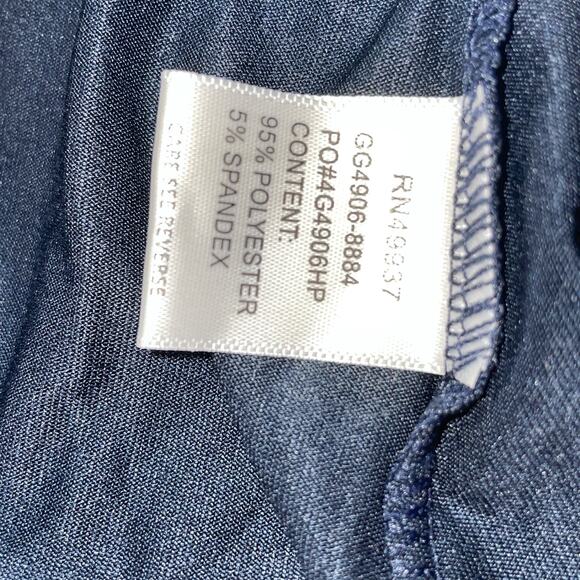 RN49937
GG4906-8884
PO#4G4906HP
CONTENT:
95% POLYESTER
5% SPANDEX
CARE SEE REVERSE